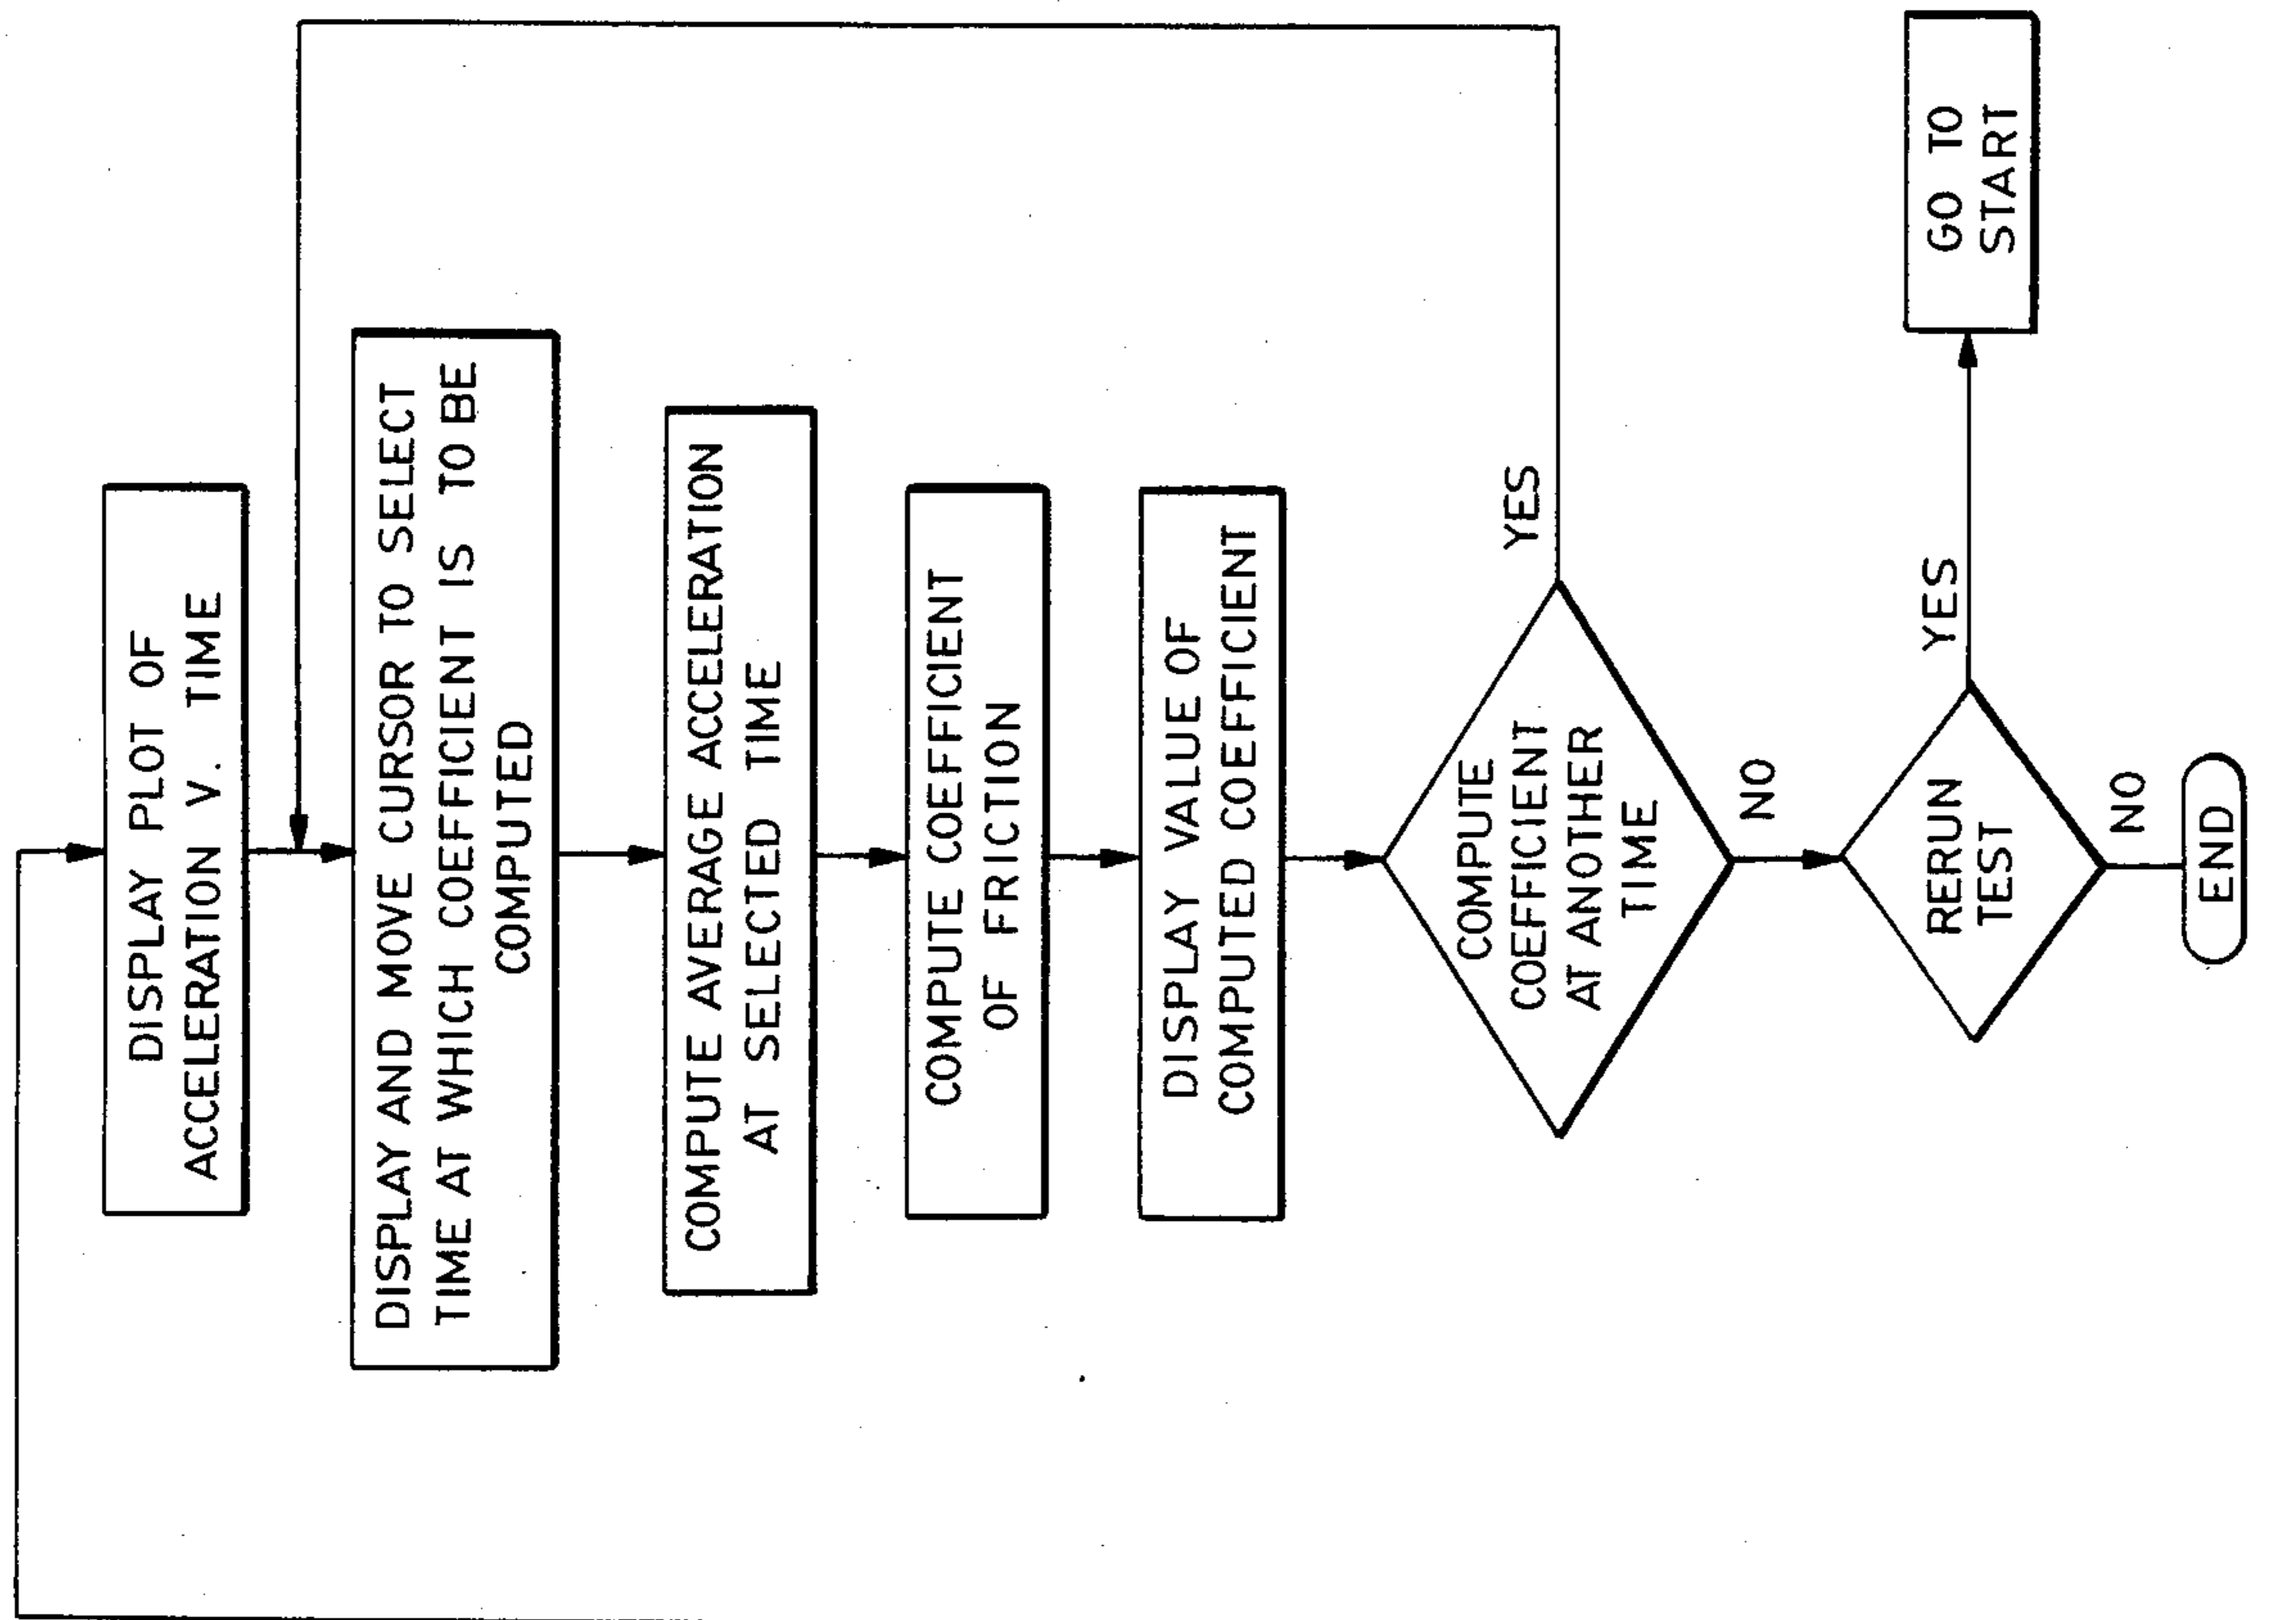 DISPLAY PLOT OF
ACCELERATION V. TIME
DISPLAY AND MOVE CURSOR TO SELECT
TIME AT WHICH COEFFICIENT IS TO BE
COMPUTED
COMPUTE AVERAGE ACCELERATION
AT SELECTED TIME
COMPUTE COEFFICIENT
OF FRICTION
DISPLAY VALUE OF
COMPUTED COEFFICIENT
COMPUTE
COEFFICIENT
AT ANOTHER
TIME
YES
NO
RERUN
TEST
YES
GO TO
START
NO
END